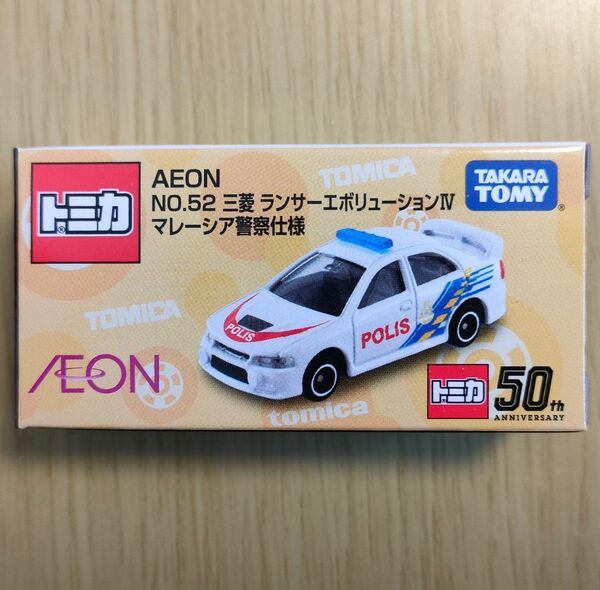 トミカ
®
AEON
NO.52 三菱 ランサーエボリューションⅣ
マレーシア警察仕様
TOMICA
TAKARA
TOMY
®
TOMICA
POLIS
POLIS
ÆON
tomica
トミカ
50th
ANNIVERSARY